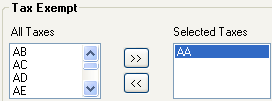 Tax Exempt
All Taxes
Selected Taxes
AB
AC
AD
AE
>>
<<
AA